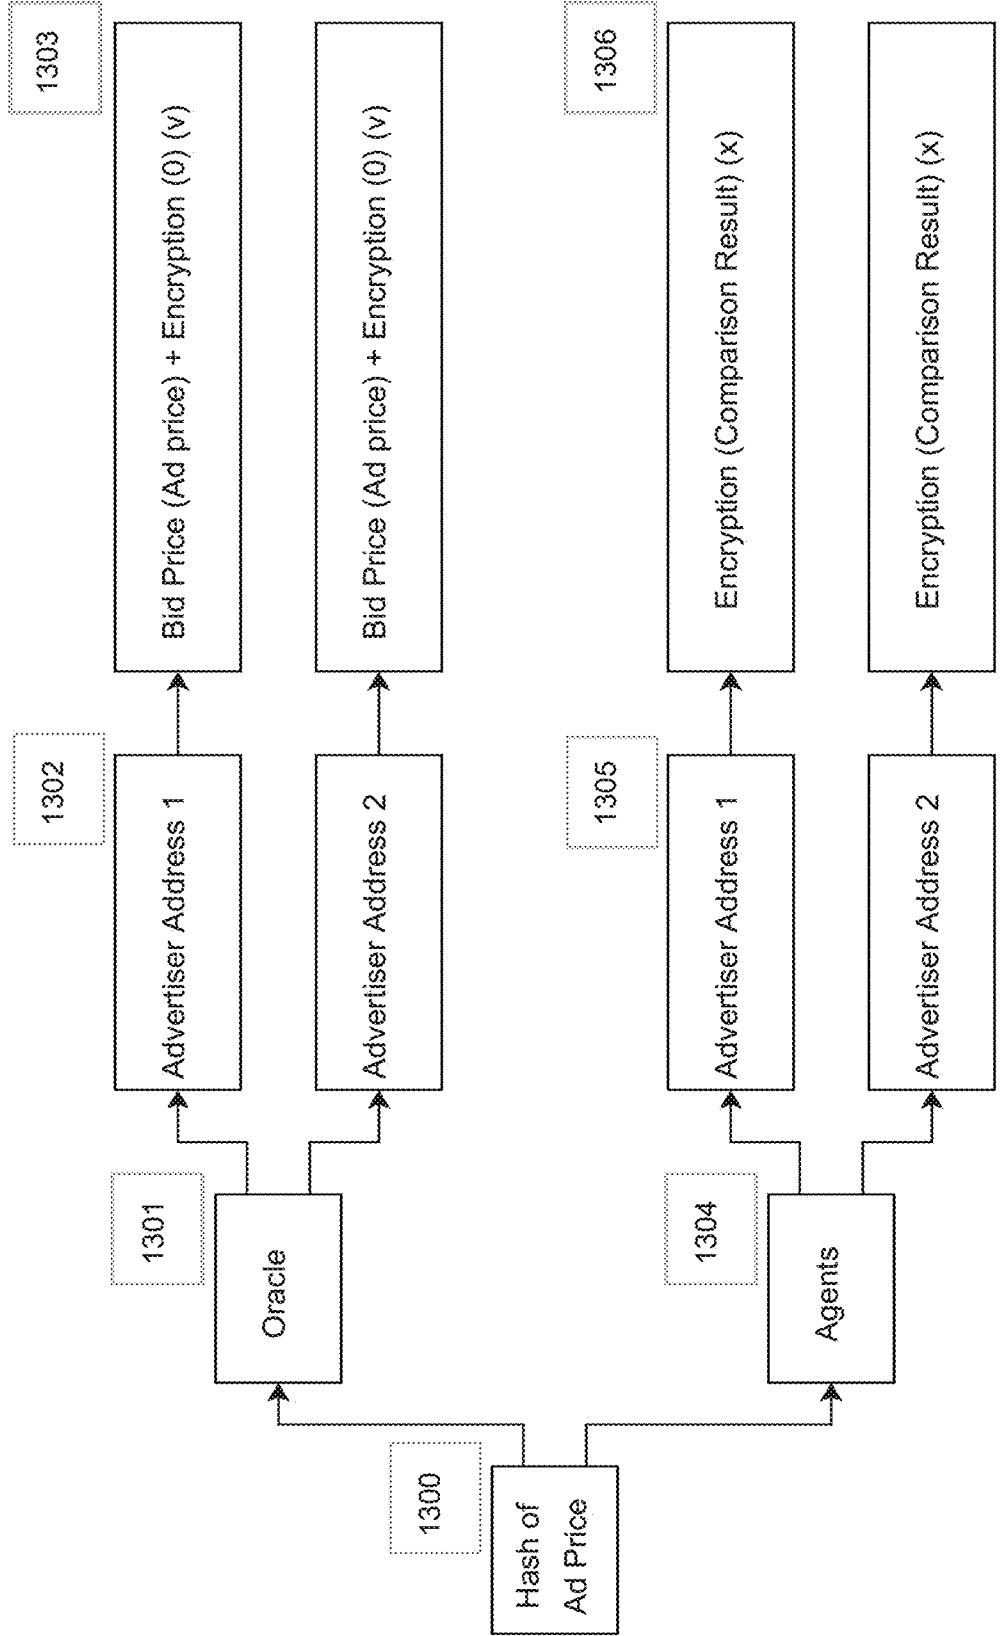 1300
Hash of
Ad Price
1301
Oracle
1302
Advertiser Address 1
1303
Bid Price (Ad price) + Encryption (0) (v)
Advertiser Address 2
Bid Price (Ad price) + Encryption (0) (v)
1304
Agents
1305
Advertiser Address 1
1306
Encryption (Comparison Result) (x)
Advertiser Address 2
Encryption (Comparison Result) (x)